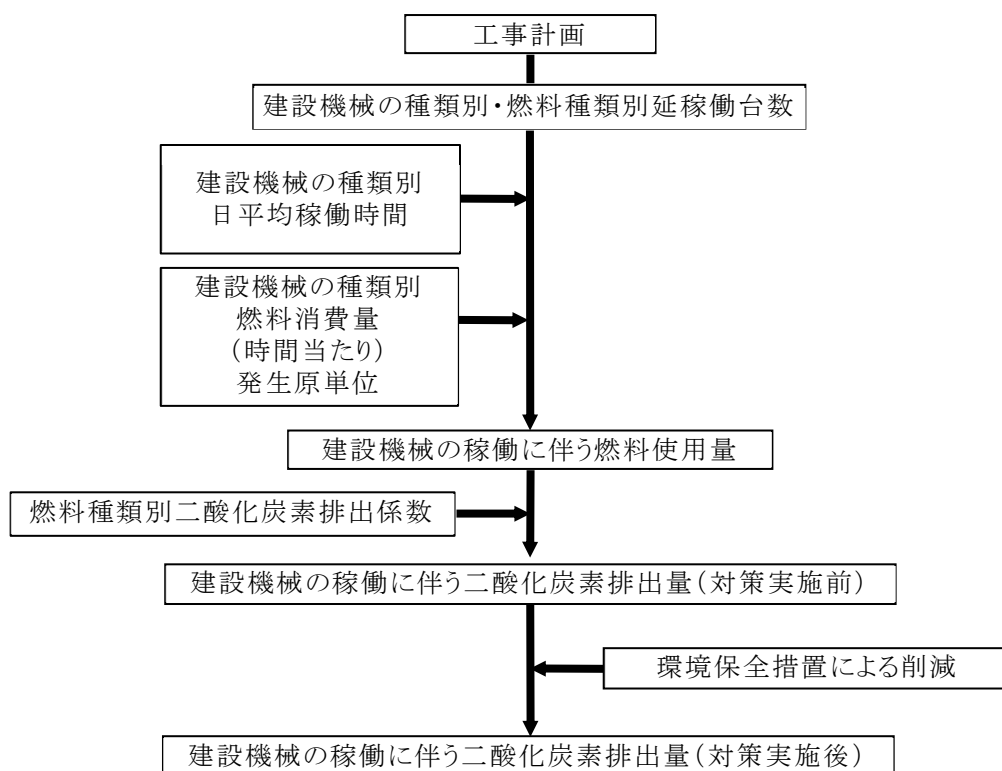 工事計画
建設機械の種類別・燃料種類別延稼働台数
建設機械の種類別
日平均稼働時間
建設機械の種類別
燃料消費量
(時間当たり)
発生原単位
建設機械の稼働に伴う燃料使用量
燃料種類別二酸化炭素排出係数
建設機械の稼働に伴う二酸化炭素排出量(対策実施前)
環境保全措置による削減
建設機械の稼働に伴う二酸化炭素排出量(対策実施後)